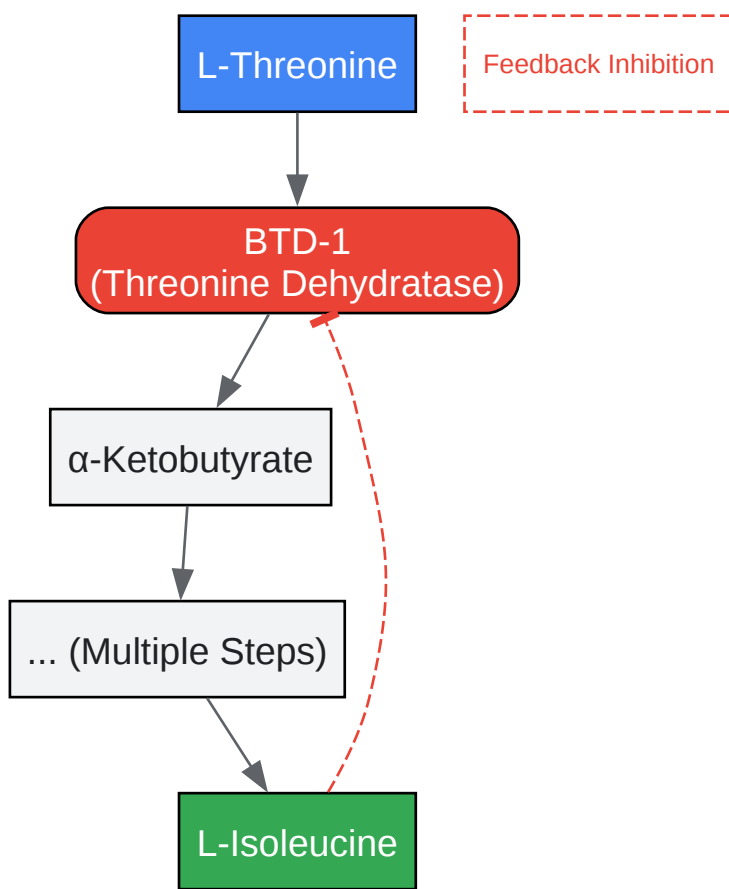 L-Threonine
Feedback Inhibition
BTD-1
(Threonine Dehydratase)
α-Ketobutyrate
... (Multiple Steps)
L-Isoleucine